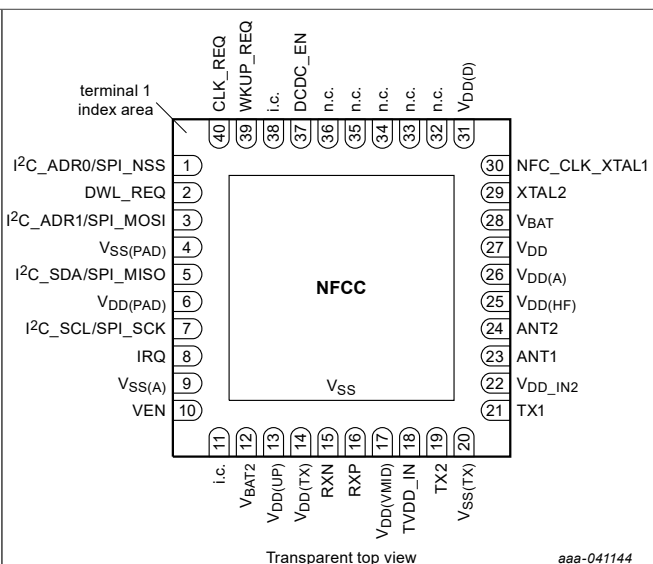 terminal 1
index area
CLK_REQ
WKUP_REQ
i.c.
DCDC_EN
n.c.
n.c.
n.c.
n.c.
n.c.
VDD(D)
40
39
38
37
36
35
34
33
32
31
I2C_ADR0/SPI_NSS 1
DWL_REQ 2
I2C_ADR1/SPI_MOSI 3
VSS(PAD) 4
I2C_SDA/SPI_MISO 5
VDD(PAD) 6
I2C_SCL/SPI_SCK 7
IRQ 8
VSS(A) 9
VEN 10
NFCC
VSS
30 NFC_CLK_XTAL1
29 XTAL2
28 VBAT
27 VDD
26 VDD(A)
25 VDD(HF)
24 ANT2
23 ANT1
22 VDD_IN2
21 TX1
11
12
13
14
15
16
17
18
19
20
i.c.
VBAT2
VDD(UP)
VDD(TX)
RXN
RXP
VDD(VMID)
TVDD_IN
TX2
VSS(TX)
Transparent top view
aaa-041144